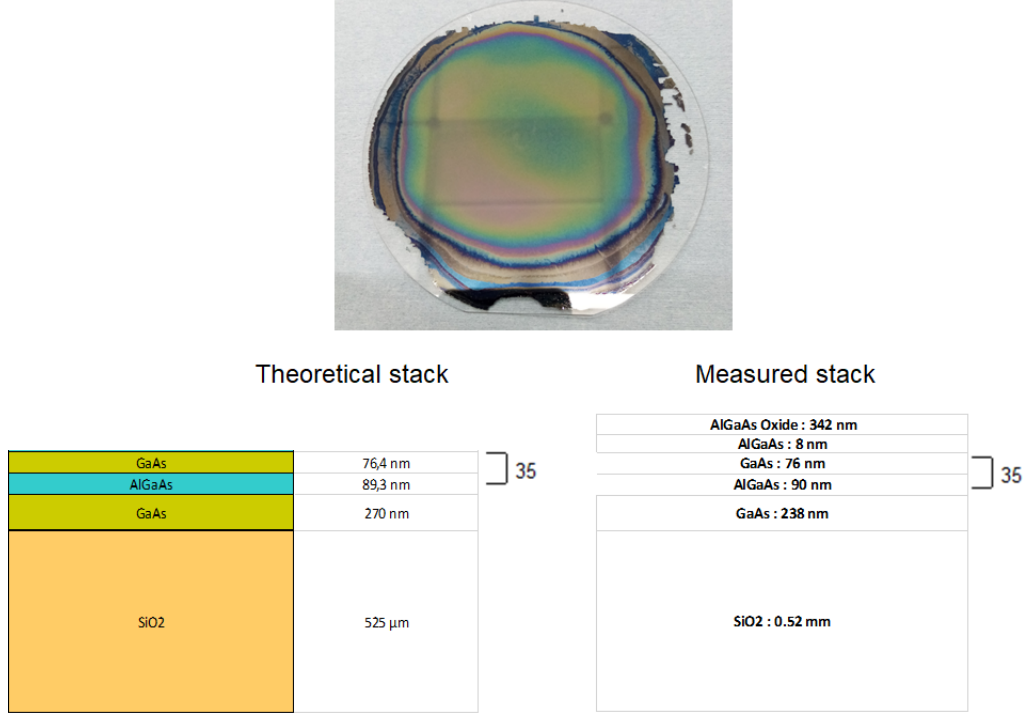 Theoretical stack
GaAs 76,4 nm
AlGaAs 89,3 nm
35
GaAs 270 nm
SiO2 525 µm
Measured stack
AlGaAs Oxide : 342 nm
AlGaAs : 8 nm
GaAs : 76 nm
AlGaAs : 90 nm
35
GaAs : 238 nm
SiO2 : 0.52 mm